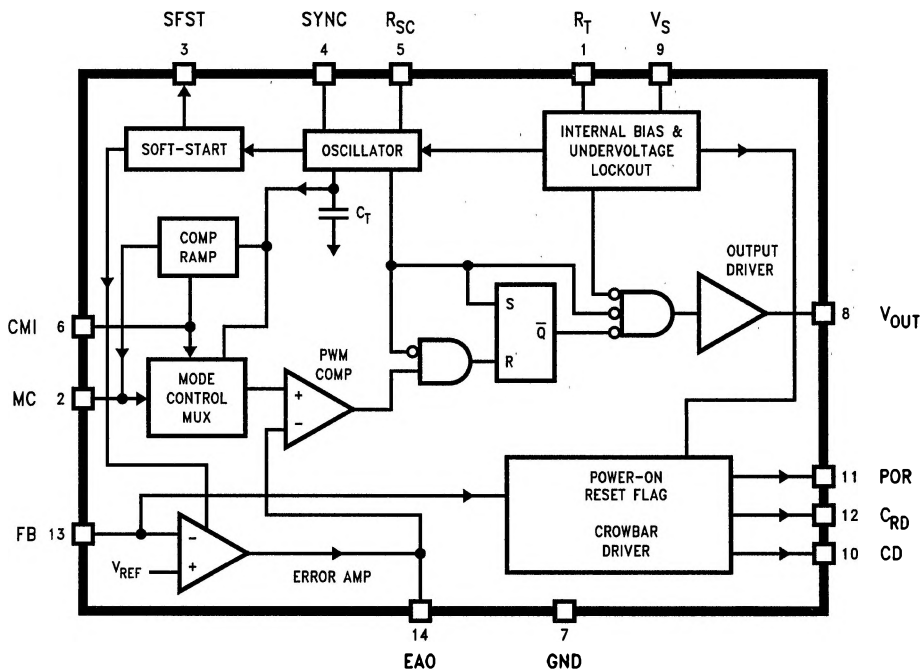 SFST
SYNC
RSC
RT
VS
3
4
5
1
9
SOFT-START
OSCILLATOR
INTERNAL BIAS &
UNDERVOLTAGE
LOCKOUT
CT
COMP
RAMP
OUTPUT
DRIVER
CMI
6
S
Q̅
R
8
VOUT
PWM
COMP
MC
2
MODE
CONTROL
MUX
+
−
POWER-ON
RESET FLAG
CROWBAR
DRIVER
11
POR
12
CRD
10
CD
FB
13
−
+
VREF
ERROR AMP
14
EAO
7
GND